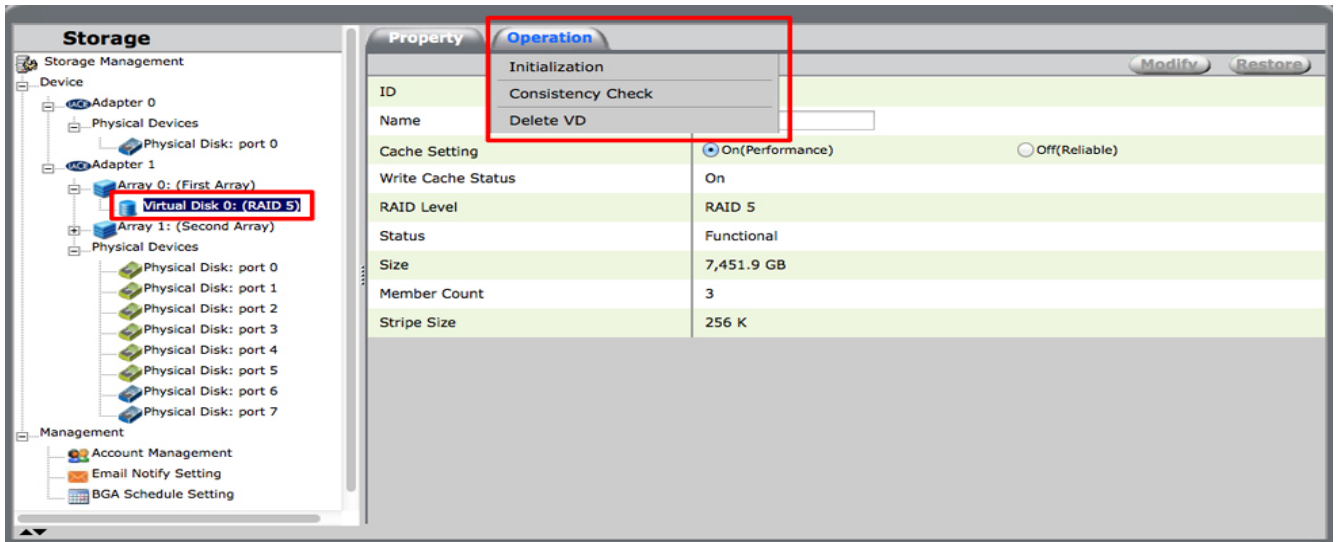 Storage
Storage Management
Device
Adapter 0
Physical Devices
Physical Disk: port 0
Adapter 1
Array 0: (First Array)
Virtual Disk 0: (RAID 5)
Array 1: (Second Array)
Physical Devices
Physical Disk: port 0
Physical Disk: port 1
Physical Disk: port 2
Physical Disk: port 3
Physical Disk: port 4
Physical Disk: port 5
Physical Disk: port 6
Physical Disk: port 7
Management
Account Management
Email Notify Setting
BGA Schedule Setting
Property Operation
Initialization
Consistency Check
Delete VD
Modify Restore
ID
Name
Cache Setting On(Performance) Off(Reliable)
Write Cache Status On
RAID Level RAID 5
Status Functional
Size 7,451.9 GB
Member Count 3
Stripe Size 256 K